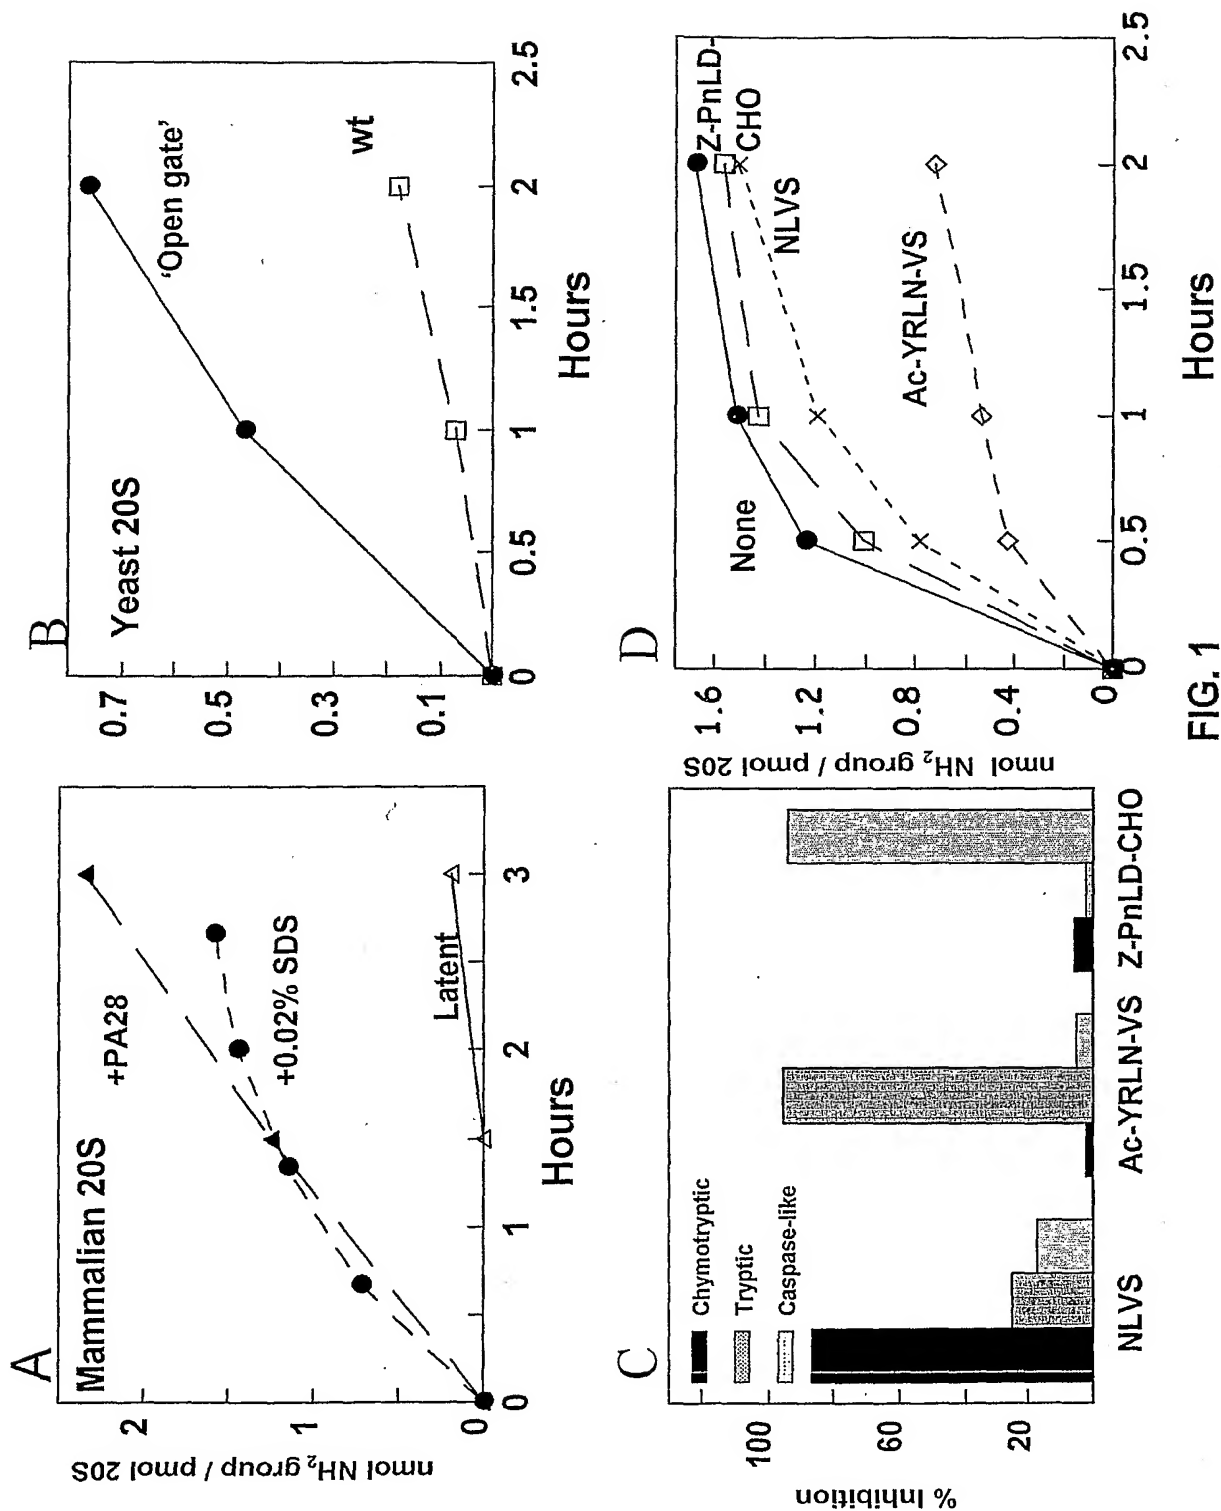 A
Mammalian 20S
+PA28
+0.02% SDS
Latent
2
1
0
0
1
2
3
Hours
nmol NH₂ group / pmol 20S
B
Yeast 20S
'Open gate'
wt
0.7
0.5
0.3
0.1
0
0.5
1
1.5
2
2.5
Hours
C
Chymotryptic
Tryptic
Caspase-like
100
60
20
% Inhibition
NLVS
Ac-YRLN-VS
Z-PnLD-CHO
D
None
Z-PnLD-
CHO
NLVS
Ac-YRLN-VS
1.6
1.2
0.8
0.4
0
0
0.5
1
1.5
2
2.5
Hours
nmol NH₂ group / pmol 20S
FIG. 1